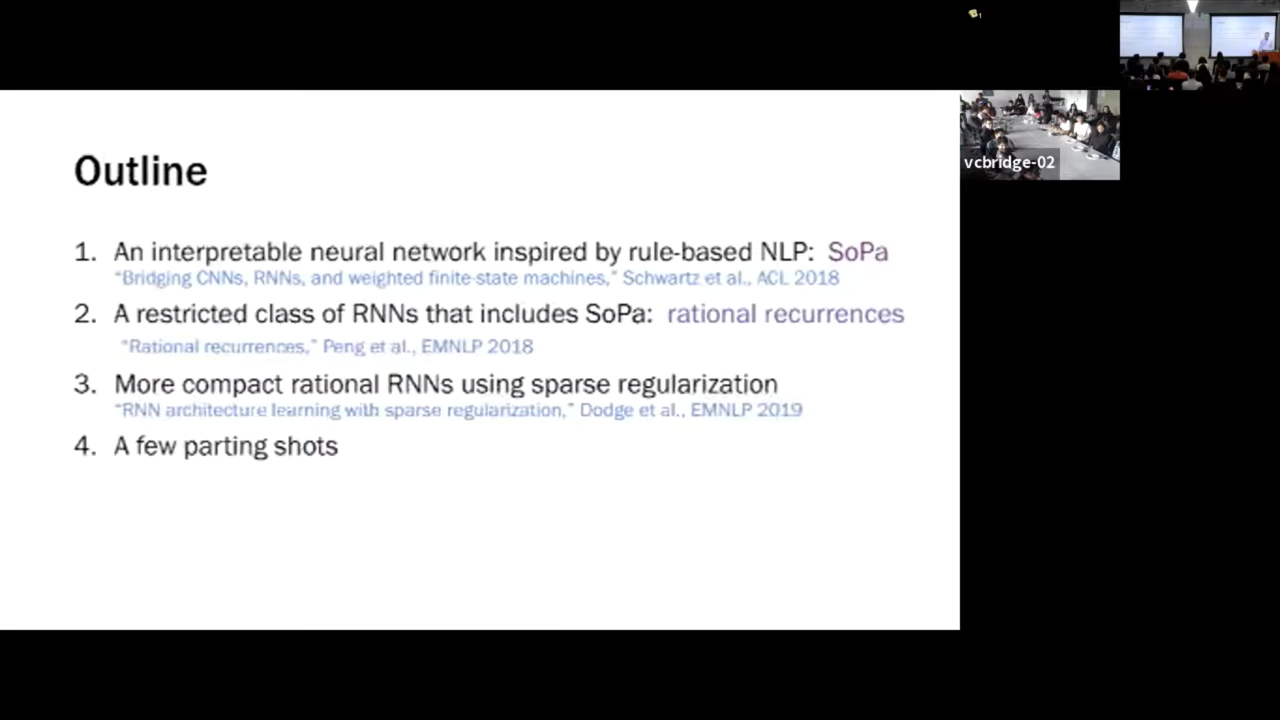 Outline
1. An interpretable neural network inspired by rule-based NLP: SoPa
"Bridging CNNs, RNNs, and weighted finite-state machines," Schwartz et al., ACL 2018
2. A restricted class of RNNs that includes SoPa: rational recurrences
"Rational recurrences," Peng et al., EMNLP 2018
3. More compact rational RNNs using sparse regularization
"RNN architecture learning with sparse regularization," Dodge et al., EMNLP 2019
4. A few parting shots
vcbridge-02